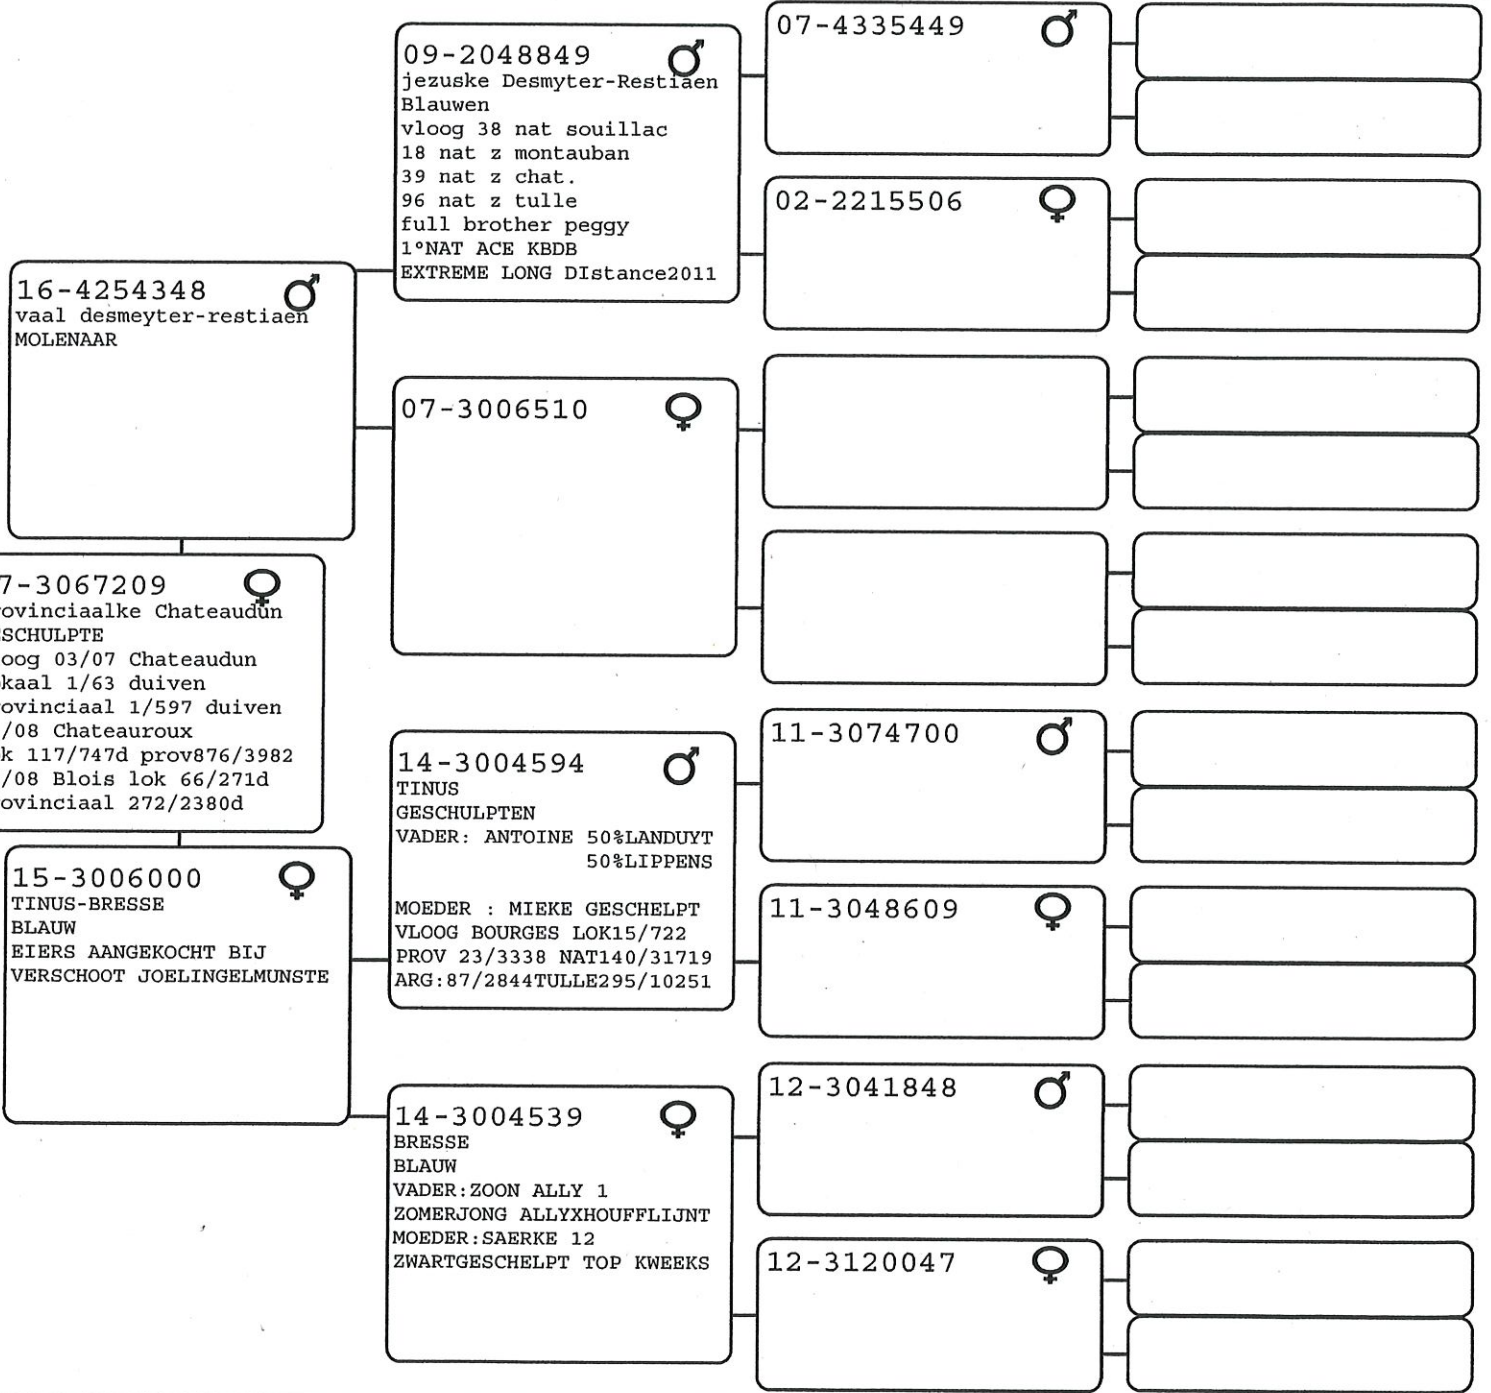 7-3067209 ♀
ovinciaalke Chateaudun
SCHULPTE
oog 03/07 Chateaudun
kaal 1/63 duiven
ovinciaal 1/597 duiven
/08 Chateauroux
k 117/747d prov876/3982
/08 Blois lok 66/271d
ovinciaal 272/2380d
16-4254348 ♂
vaal desmeyter-restiaen
MOLENAAR
15-3006000 ♀
TINUS-BRESSE
BLAUW
EIERS AANGEKOCHT BIJ
VERSCHOOT JOELINGELMUNSTE
09-2048849 ♂
jezuske Desmyter-Restiaen
Blauwen
vloog 38 nat souillac
18 nat z montauban
39 nat z chat.
96 nat z tulle
full brother peggy
1°NAT ACE KBDB
EXTREME LONG DIstance2011
07-3006510 ♀
14-3004594 ♂
TINUS
GESCHULPTEN
VADER: ANTOINE 50%LANDUYT
50%LIPPENS
MOEDER : MIEKE GESCHELPT
VLOOG BOURGES LOK15/722
PROV 23/3338 NAT140/31719
ARG:87/2844TULLE295/10251
14-3004539 ♀
BRESSE
BLAUW
VADER:ZOON ALLY 1
ZOMERJONG ALLYXHOUFFLIJNT
MOEDER:SAERKE 12
ZWARTGESCHELPT TOP KWEEKS
07-4335449 ♂
02-2215506 ♀
11-3074700 ♂
11-3048609 ♀
12-3041848 ♂
12-3120047 ♀